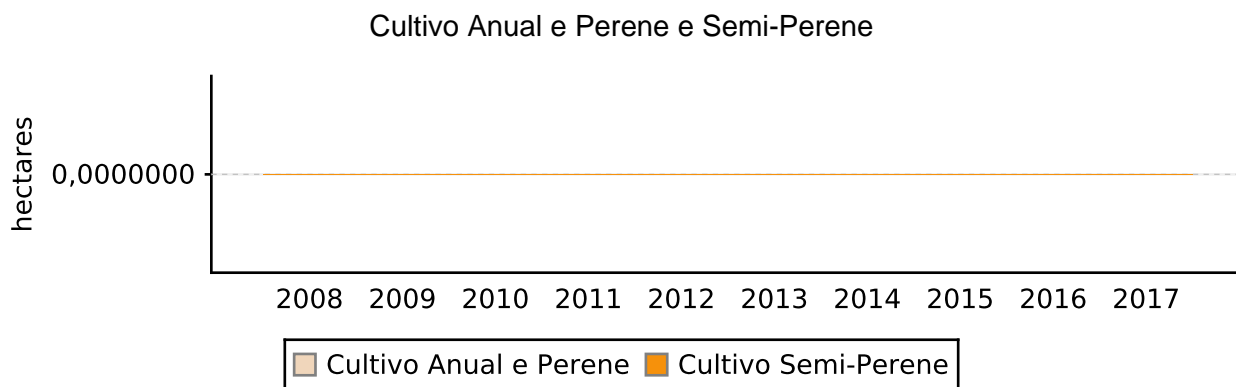 Cultivo Anual e Perene e Semi-Perene
hectares
0,0000000
2008 2009 2010 2011 2012 2013 2014 2015 2016 2017
Cultivo Anual e Perene Cultivo Semi-Perene